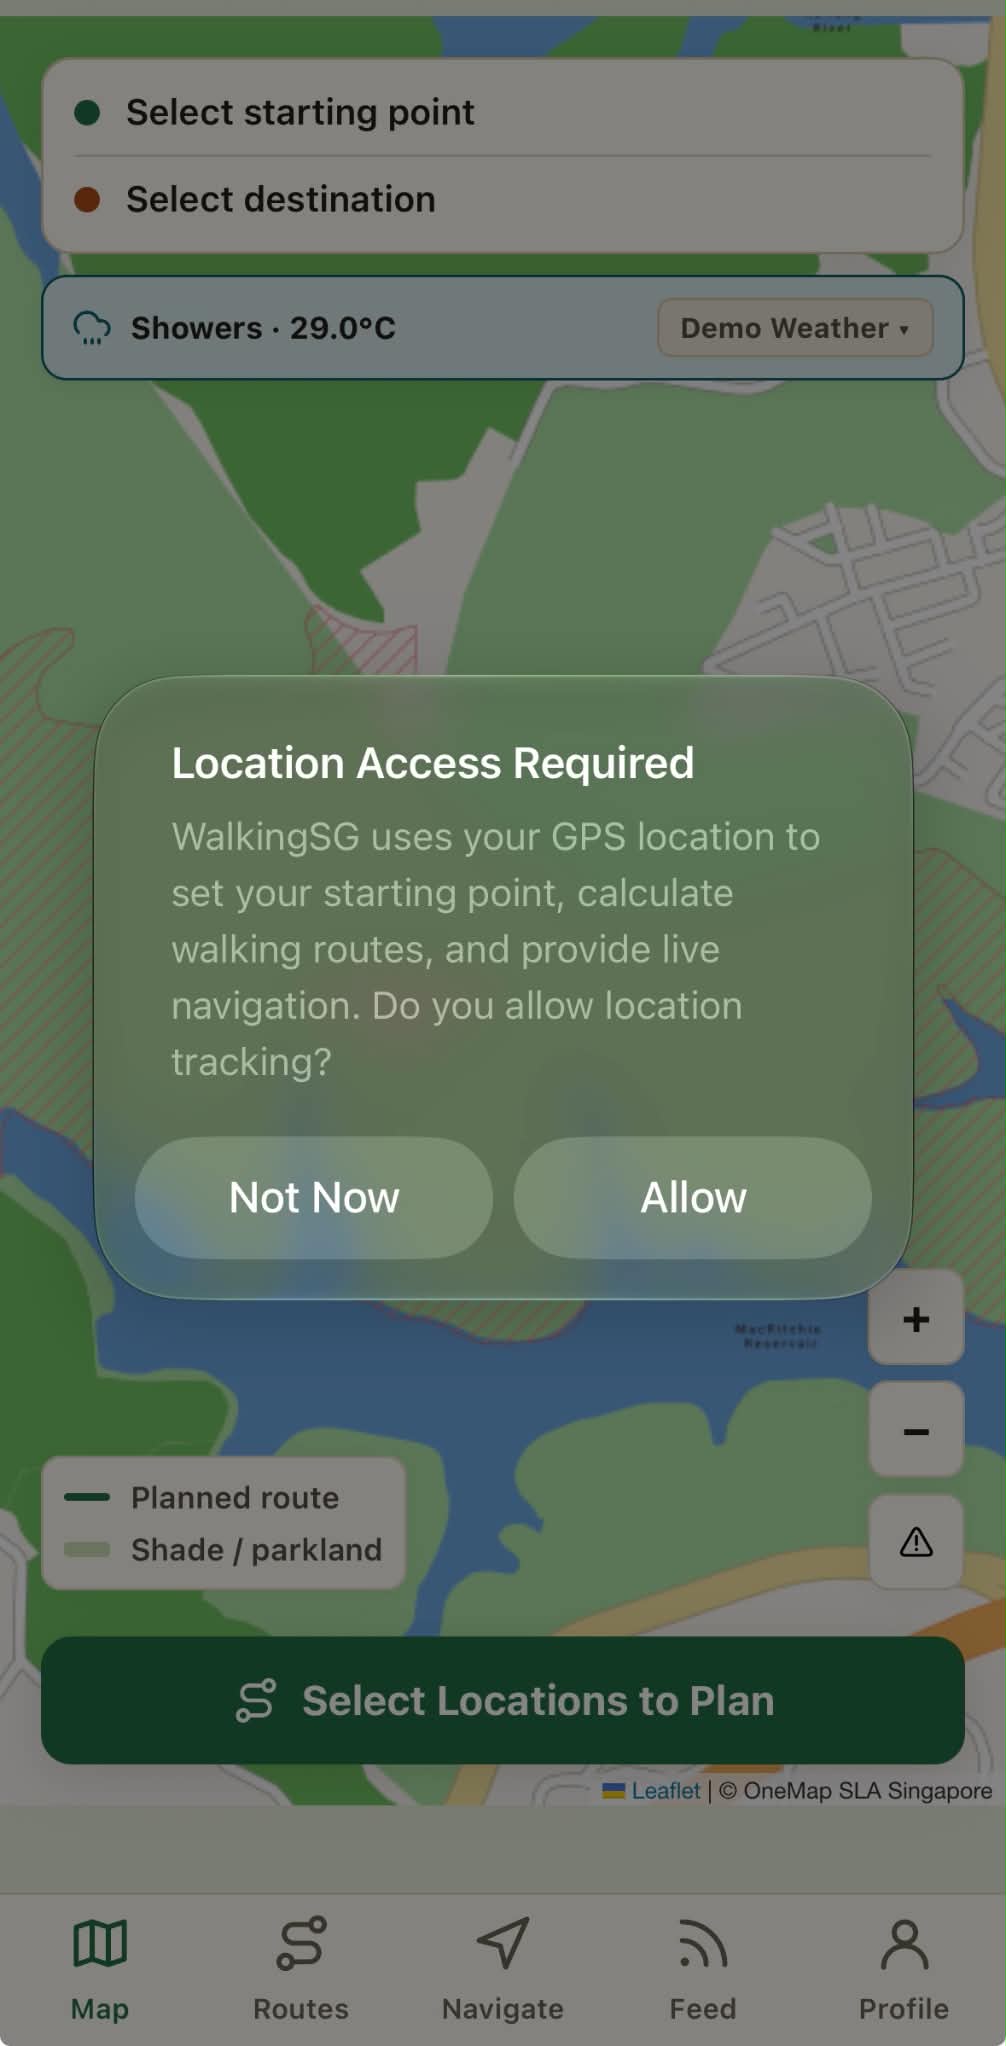 Select starting point
Select destination
Showers · 29.0°C
Demo Weather ▾
Location Access Required
WalkingSG uses your GPS location to
set your starting point, calculate
walking routes, and provide live
navigation. Do you allow location
tracking?
Not Now
Allow
+
MacRitchie
Reservoir
−
Planned route
Shade / parkland
Select Locations to Plan
Leaflet | © OneMap SLA Singapore
Map
Routes
Navigate
Feed
Profile